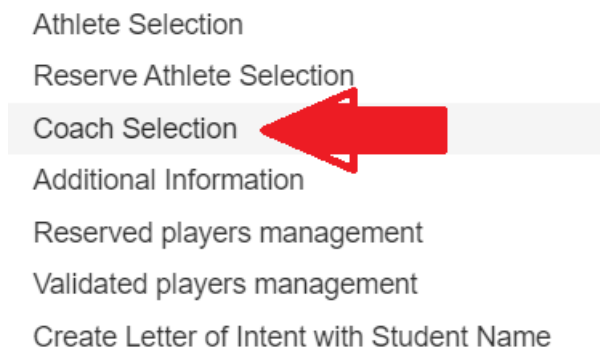 Athlete Selection
Reserve Athlete Selection
Coach Selection
Additional Information
Reserved players management
Validated players management
Create Letter of Intent with Student Name